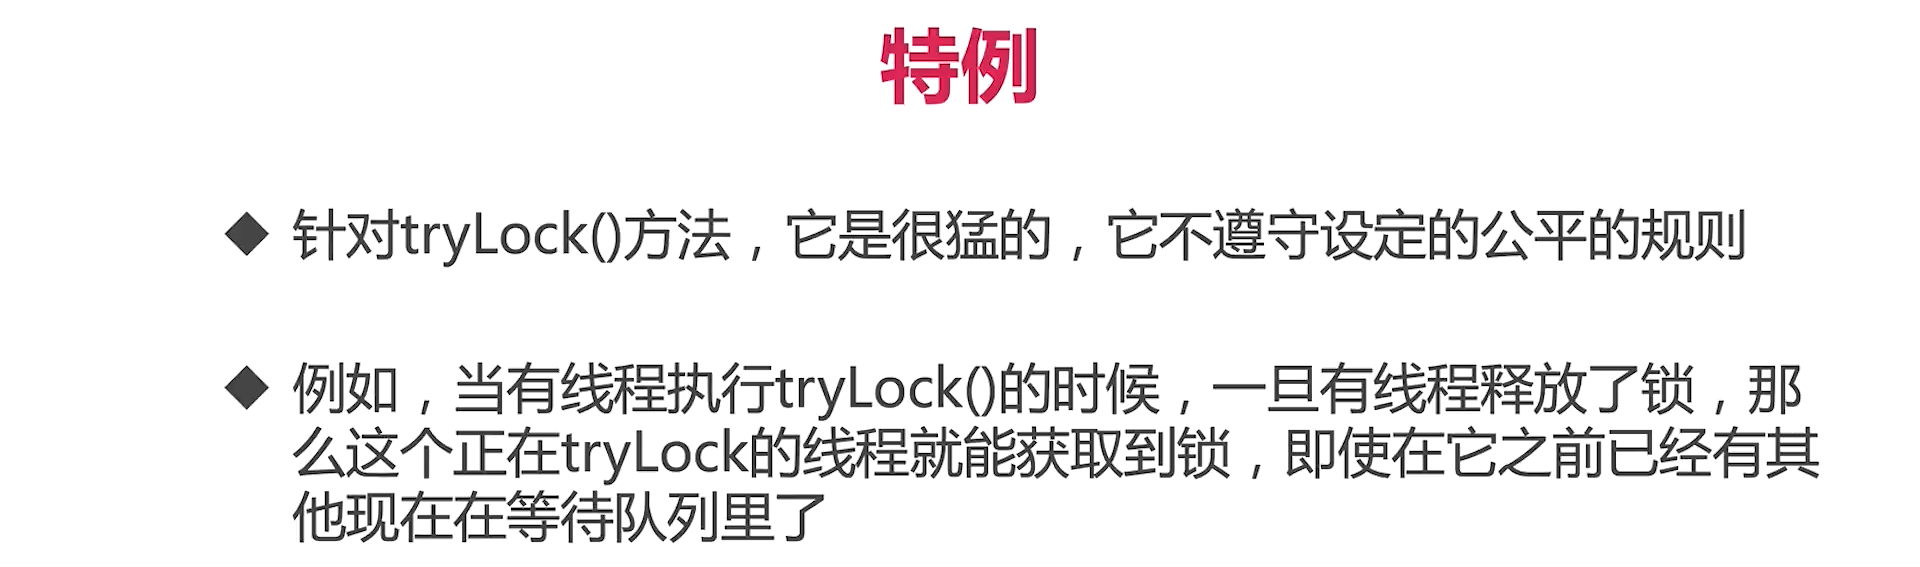 特例
◆ 针对tryLock()方法，它是很猛的，它不遵守设定的公平的规则
◆ 例如，当有线程执行tryLock()的时候，一旦有线程释放了锁，那
么这个正在tryLock的线程就能获取到锁，即使在它之前已经有其
他现在在等待队列里了